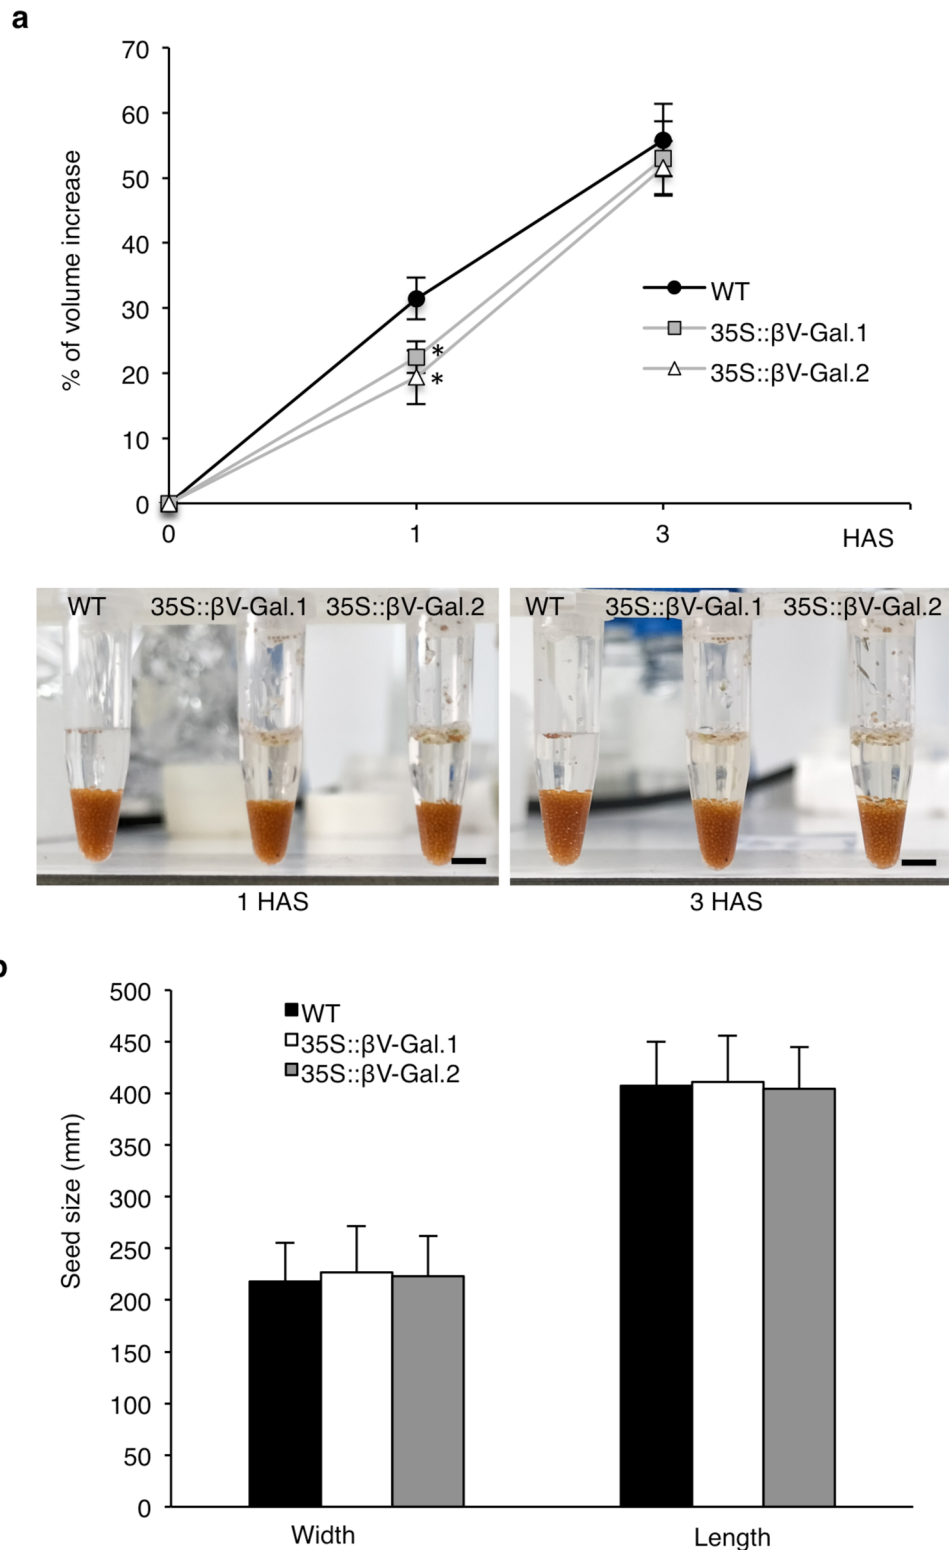 a
70
60
50
40
30
20
10
0
% of volume increase
*
*
WT
35S::βV-Gal.1
35S::βV-Gal.2
0 1 3 HAS
WT 35S::βV-Gal.1 35S::βV-Gal.2
WT 35S::βV-Gal.1 35S::βV-Gal.2
1 HAS
3 HAS
b
500
450
400
350
300
250
200
150
100
50
0
Seed size (mm)
WT
35S::βV-Gal.1
35S::βV-Gal.2
Width Length